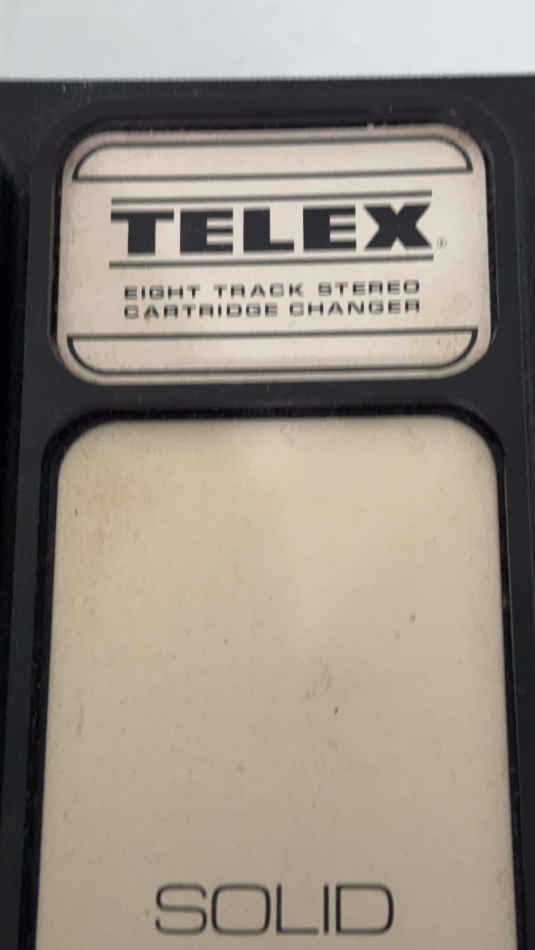 TELEX®
EIGHT TRACK STEREO
CARTRIDGE CHANGER
SOLID